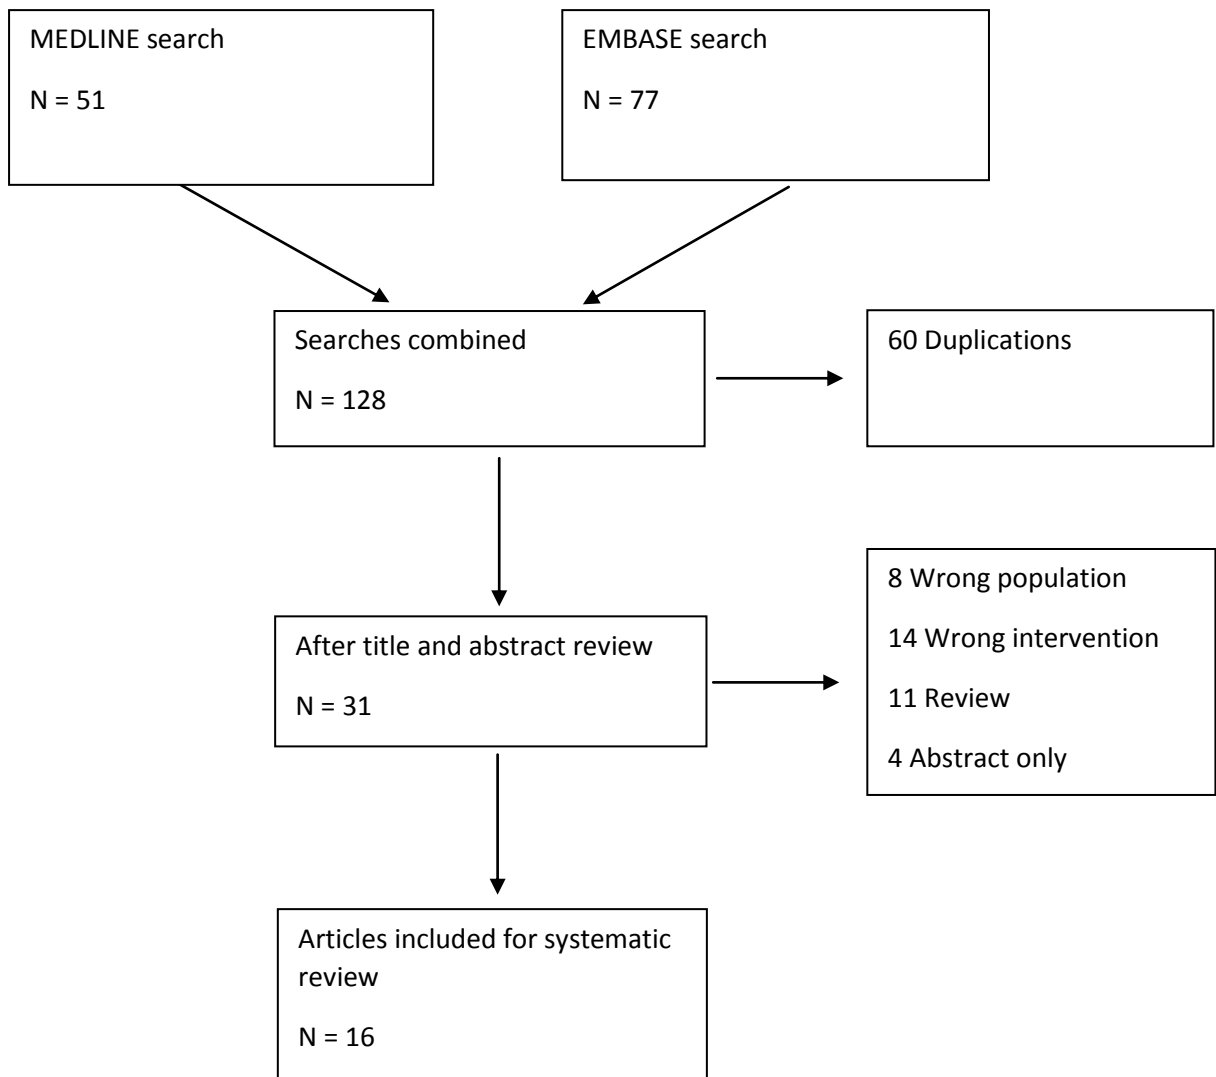 MEDLINE search
N = 51
EMBASE search
N = 77
Searches combined
N = 128
60 Duplications
After title and abstract review
N = 31
8 Wrong population
14 Wrong intervention
11 Review
4 Abstract only
Articles included for systematic
review
N = 16